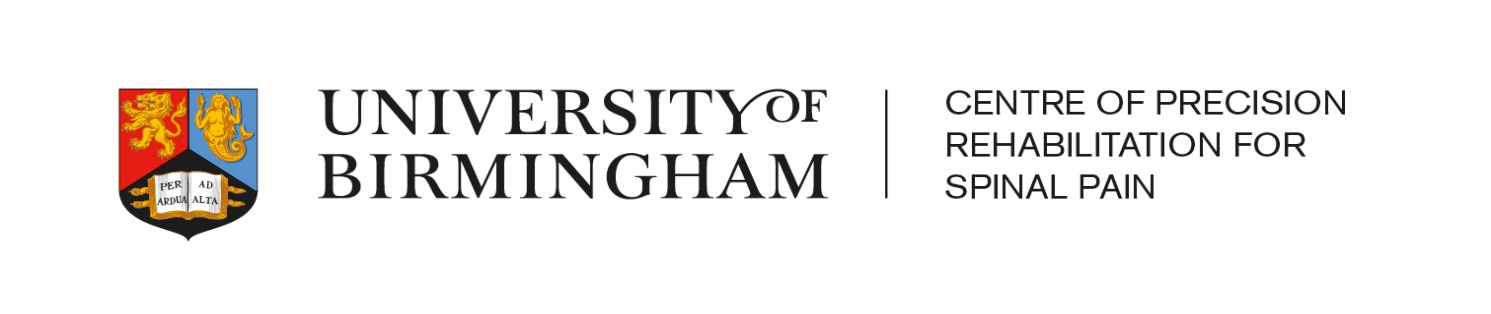 PER ARDUA
AD ALTA
UNIVERSITY OF
BIRMINGHAM
CENTRE OF PRECISION
REHABILITATION FOR
SPINAL PAIN